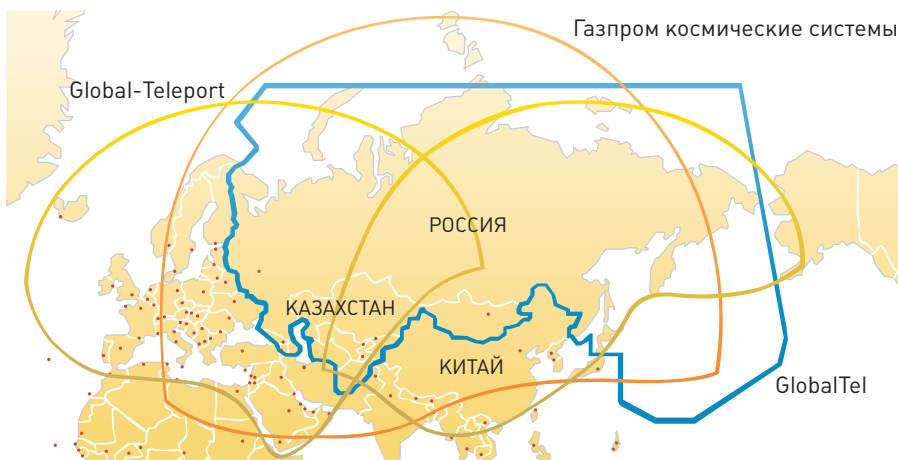 Газпром космические системы
Global-Teleport
РОССИЯ
КАЗАХСТАН
КИТАЙ
GlobalTel